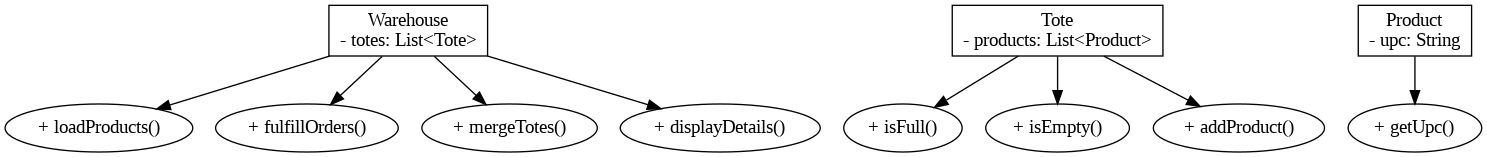 Warehouse
- totes: List<Tote>
Tote
- products: List<Product>
Product
- upc: String
+ loadProducts()
+ fulfillOrders()
+ mergeTotes()
+ displayDetails()
+ isFull()
+ isEmpty()
+ addProduct()
+ getUpc()